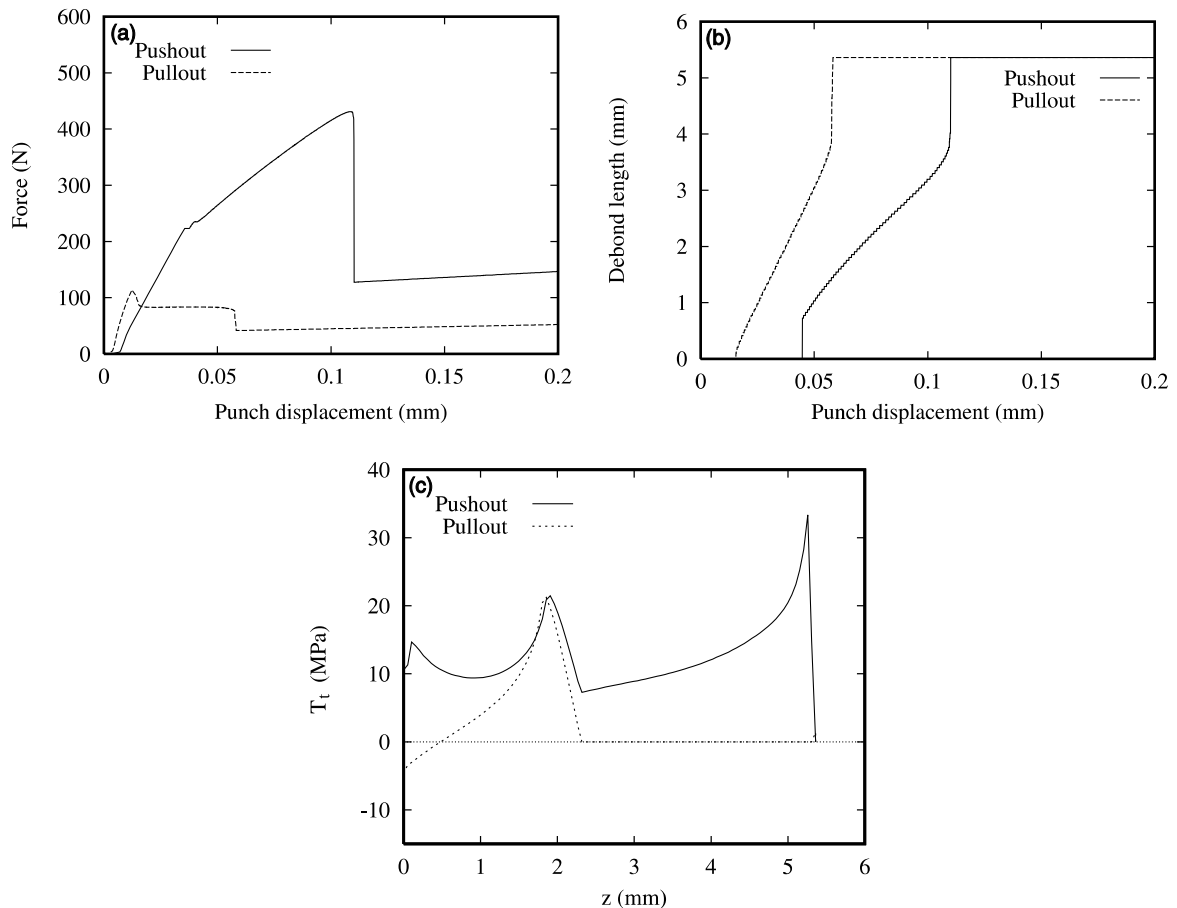 (a)
Pushout
Pullout
600
500
400
300
200
100
0
Force (N)
0 0.05 0.1 0.15 0.2
Punch displacement (mm)
(b)
Pushout
Pullout
6
5
4
3
2
1
0
Debond length (mm)
0 0.05 0.1 0.15 0.2
Punch displacement (mm)
(c)
Pushout
Pullout
40
30
20
10
0
-10
Tt (MPa)
0 1 2 3 4 5 6
z (mm)